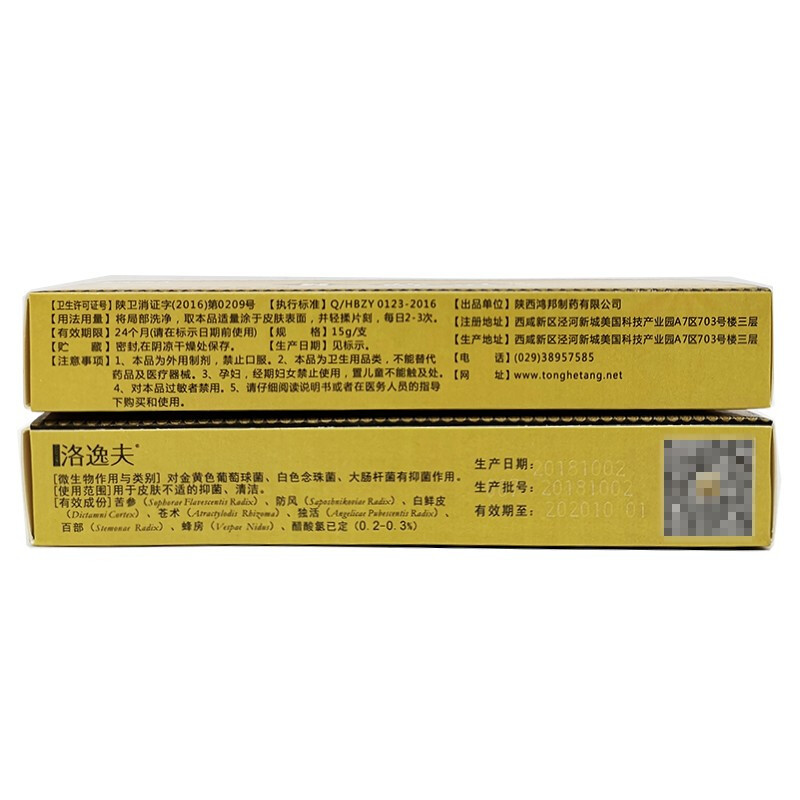 【卫生许可证号】陕卫消证字(2016)第0209号 【执行标准】Q/HBZY 0123-2016
【用法用量】将局部洗净，取本品适量涂于皮肤表面，并轻揉片刻，每日2-3次。
【有效期限】24个月(请在标示日期前使用) 【规 格】15g/支
【贮 藏】密封,在阴凉干燥处保存。 【生产日期】见标示。
【注意事项】1、本品为外用制剂，禁止口服。2、本品为卫生用品类，不能替代
药品及医疗器械。3、孕妇，经期妇女禁止使用，置儿童不能触及处。
4、对本品过敏者禁用。5、请仔细阅读说明书或者在医务人员的指导
下购买和使用。
【出品单位】陕西鸿邦制药有限公司
【注册地址】西咸新区泾河新城美国科技产业园A7区703号楼三层
【生产地址】西咸新区泾河新城美国科技产业园A7区703号楼三层
【电 话】(029)38957585
【网 址】www.tonghetang.net
洛逸夫
[微生物作用与类别] 对金黄色葡萄球菌、白色念珠菌、大肠杆菌有抑菌作用。
[使用范围]用于皮肤不适的抑菌、清洁。
[有效成份]苦参（Sophorae Flavescentis Radix）、防风（Saposhnikoviae Radix）、白鲜皮
（Dictamni Cortex）、苍术（Atractylodis Rhizoma）、独活（Angelicae Pubescentis Radix）、
百部（Stemonae Radix）、蜂房（Vespae Nidus）、醋酸氯已定 (0.2-0.3%)
生产日期：20181002
生产批号：20181002
有效期至：202010 01